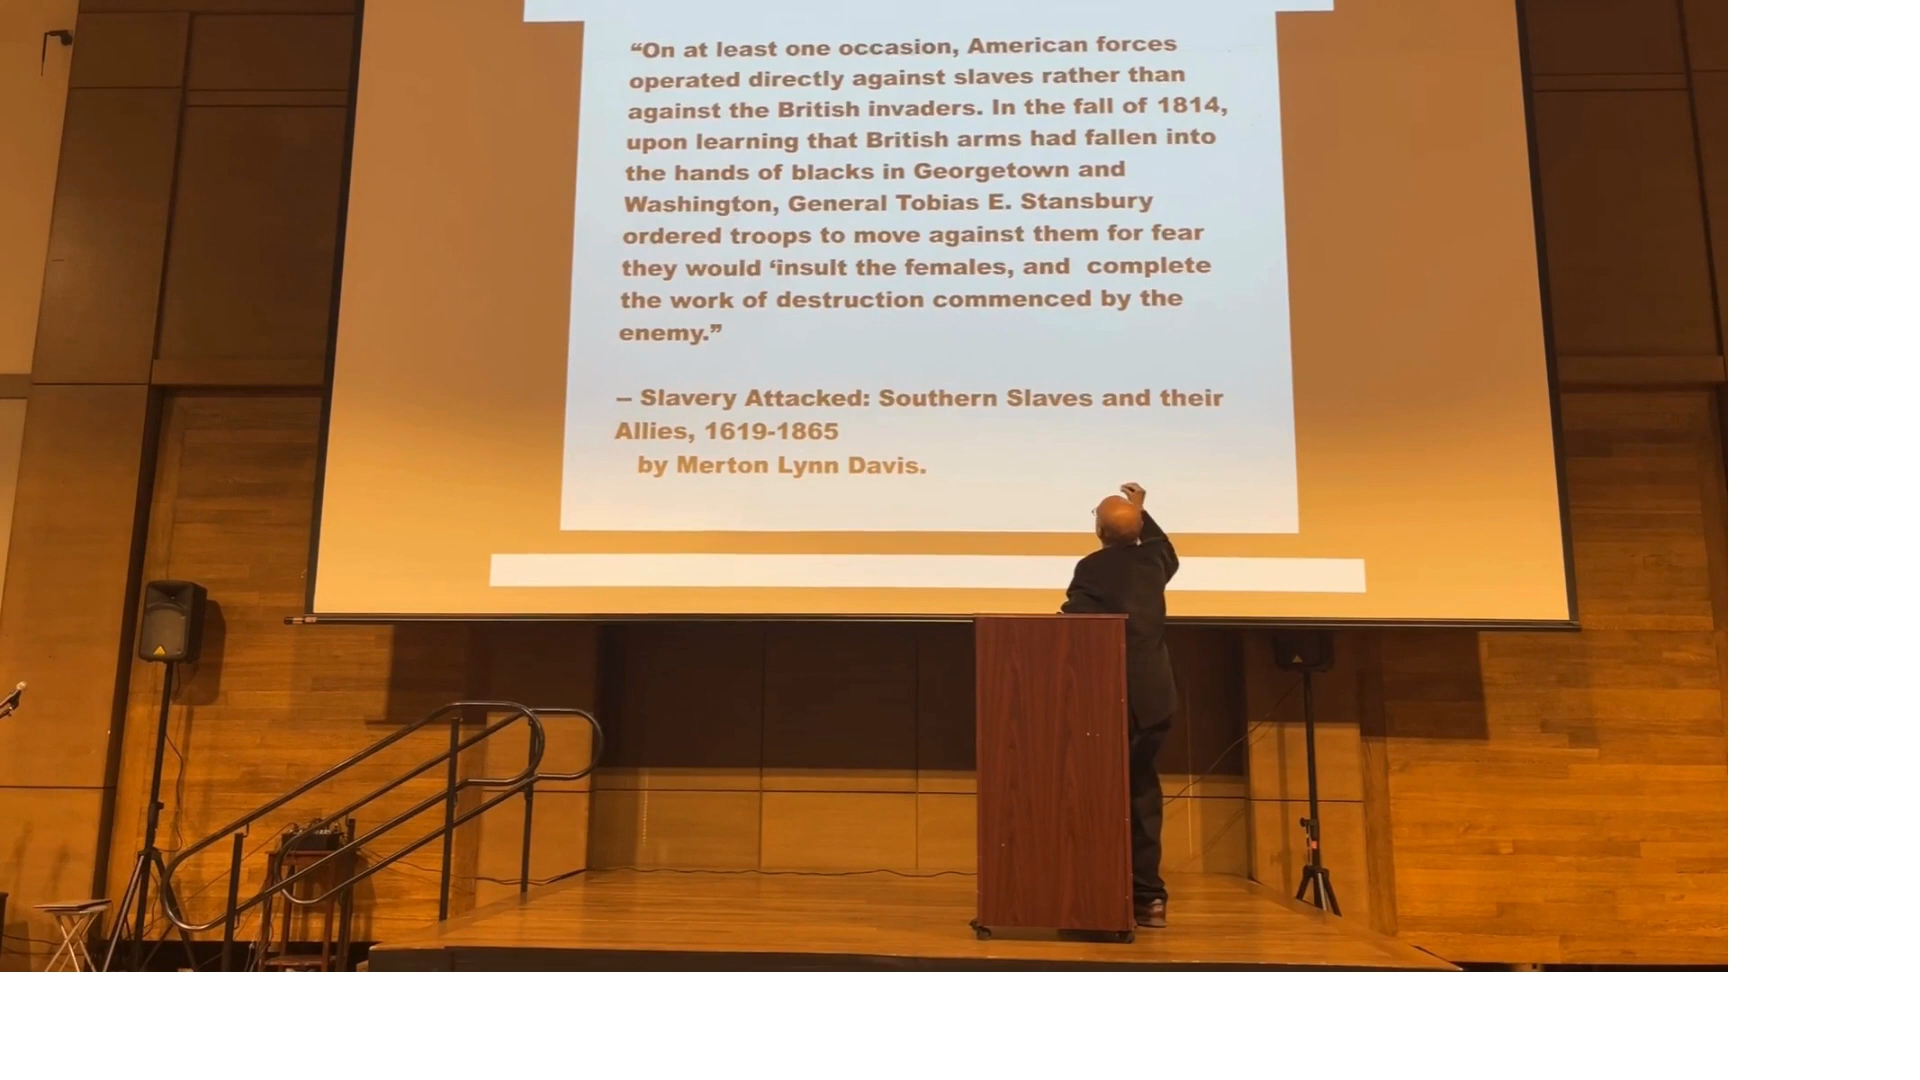 “On at least one occasion, American forces
operated directly against slaves rather than
against the British invaders. In the fall of 1814,
upon learning that British arms had fallen into
the hands of blacks in Georgetown and
Washington, General Tobias E. Stansbury
ordered troops to move against them for fear
they would ‘insult the females, and  complete
the work of destruction commenced by the
enemy.”
– Slavery Attacked: Southern Slaves and their
Allies, 1619-1865
by Merton Lynn Davis.